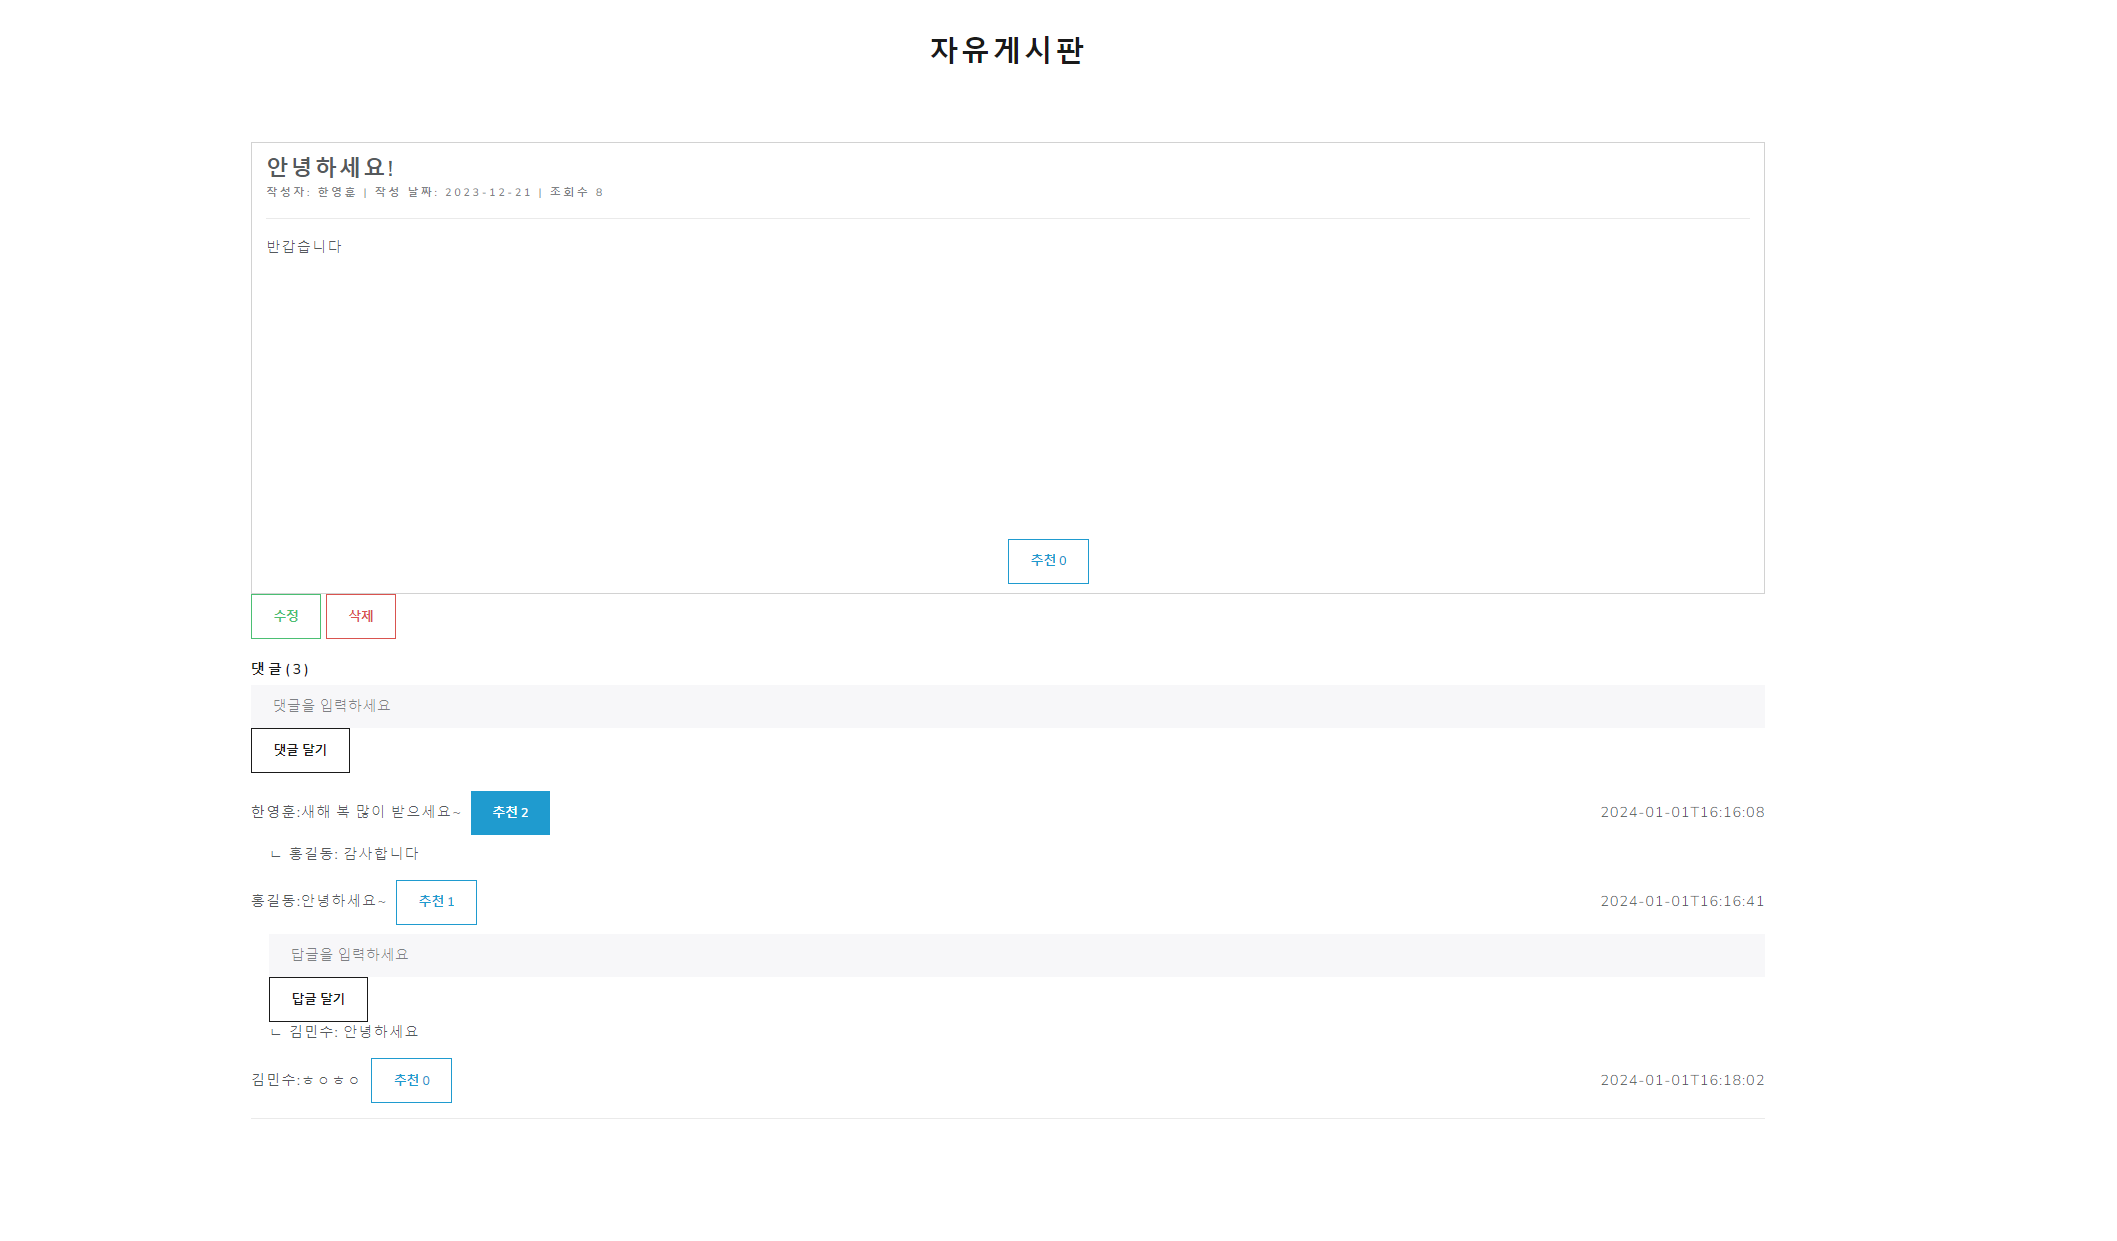 자유게시판
안녕하세요!
작성자: 한영훈 | 작성 날짜: 2023-12-21 | 조회수 8
반갑습니다
추천 0
수정 삭제
댓글(3)
댓글을 입력하세요
댓글 달기
한영훈:새해 복 많이 받으세요~ 추천 2 2024-01-01T16:16:08
ㄴ 홍길동: 감사합니다
홍길동:안녕하세요~ 추천 1 2024-01-01T16:16:41
답글을 입력하세요
답글 달기
ㄴ 김민수: 안녕하세요
김민수:ㅎㅇㅎㅇ 추천 0 2024-01-01T16:18:02